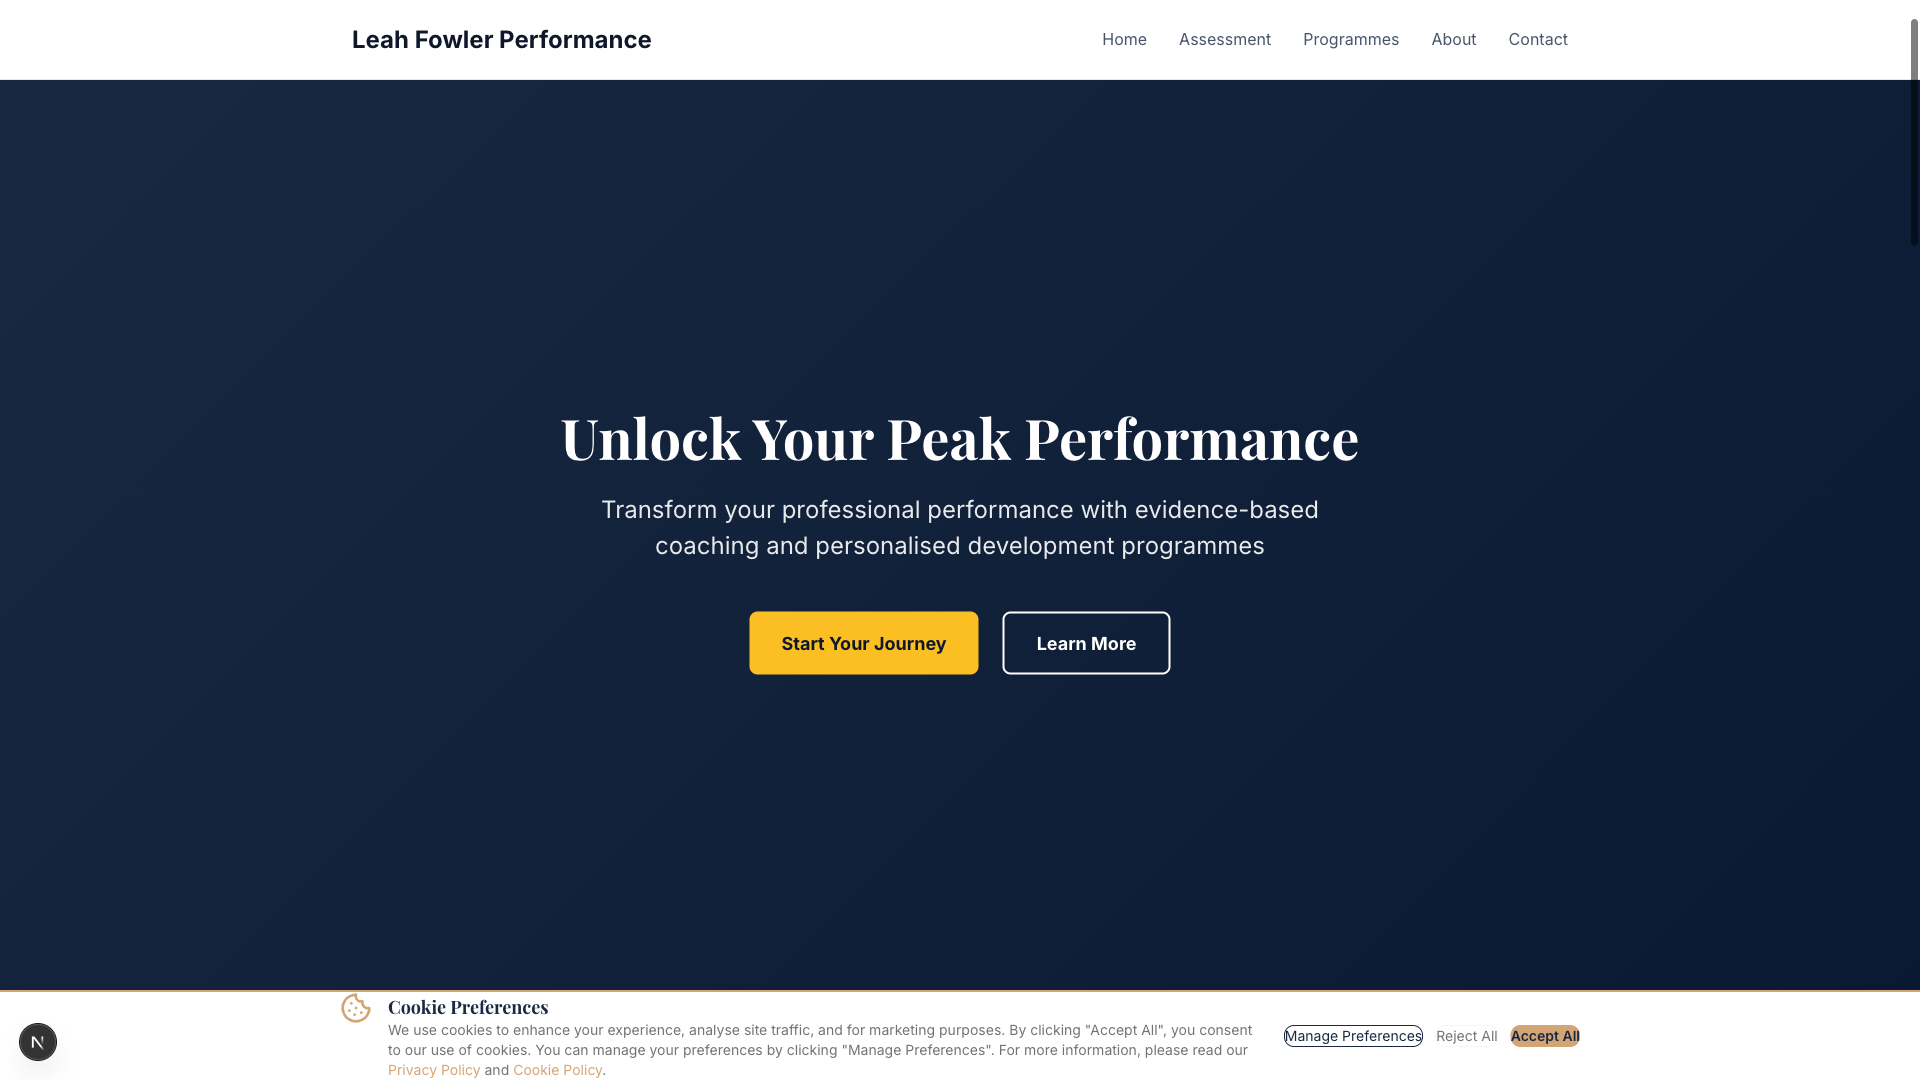 Leah Fowler Performance
Home Assessment Programmes About Contact
Unlock Your Peak Performance
Transform your professional performance with evidence-based
coaching and personalised development programmes
Start Your Journey Learn More
Cookie Preferences
We use cookies to enhance your experience, analyse site traffic, and for marketing purposes. By clicking "Accept All", you consent
to our use of cookies. You can manage your preferences by clicking "Manage Preferences". For more information, please read our
Privacy Policy and Cookie Policy.
Manage Preferences Reject All Accept All
N